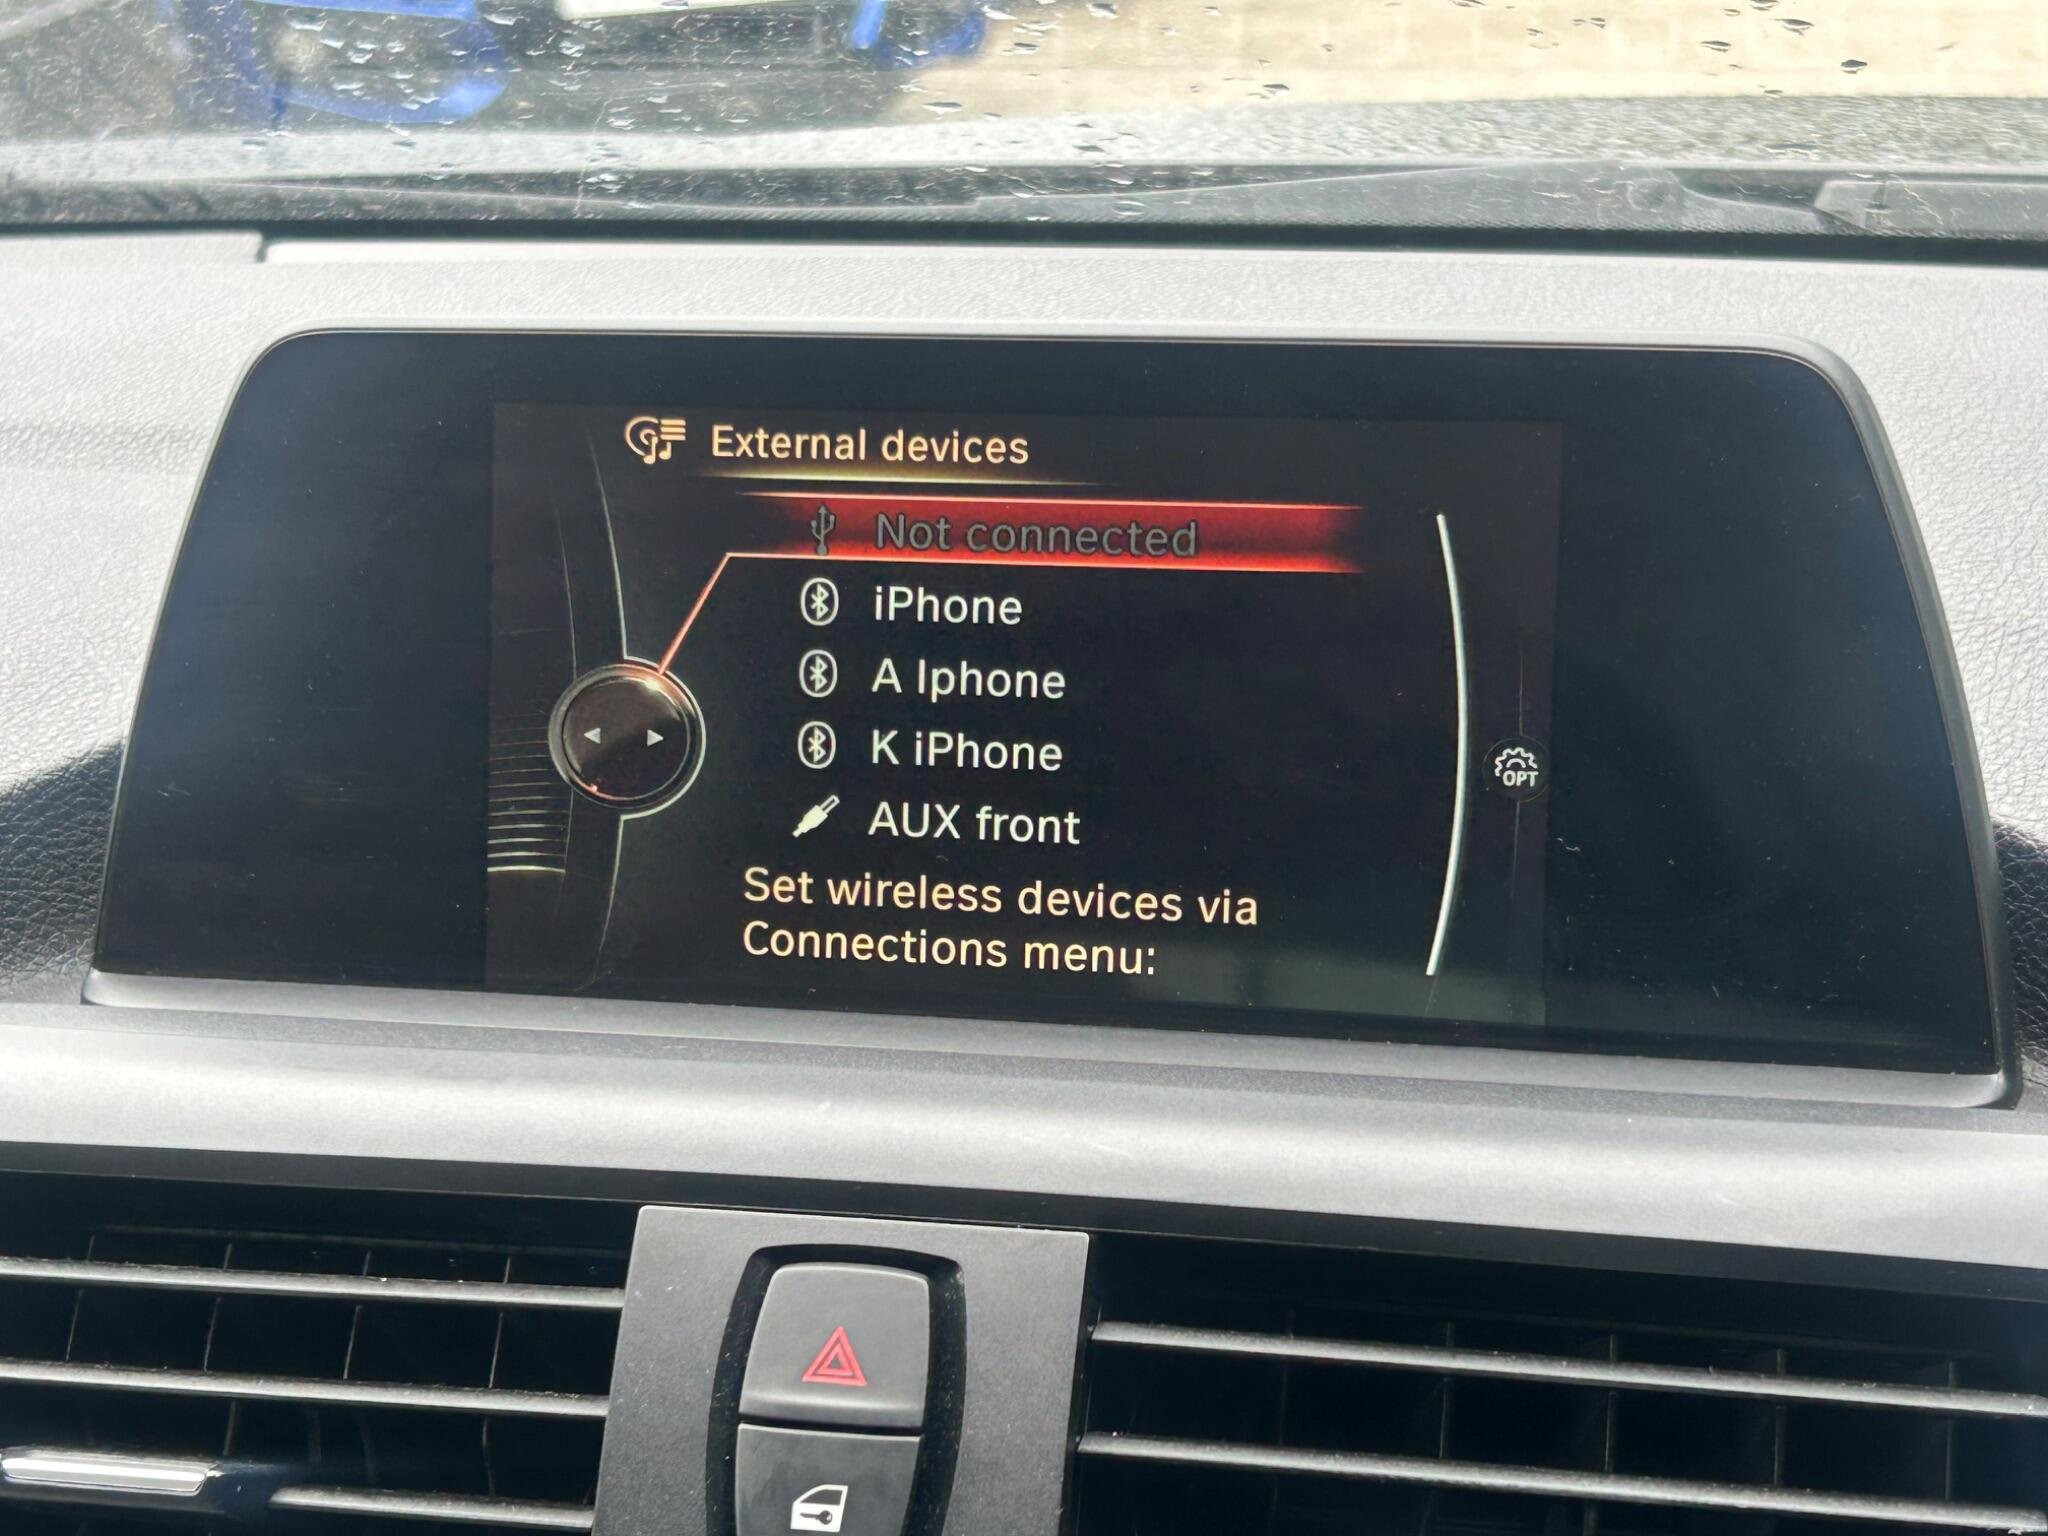 External devices
Not connected
iPhone
A Iphone
K iPhone
AUX front
OPT
Set wireless devices via
Connections menu: